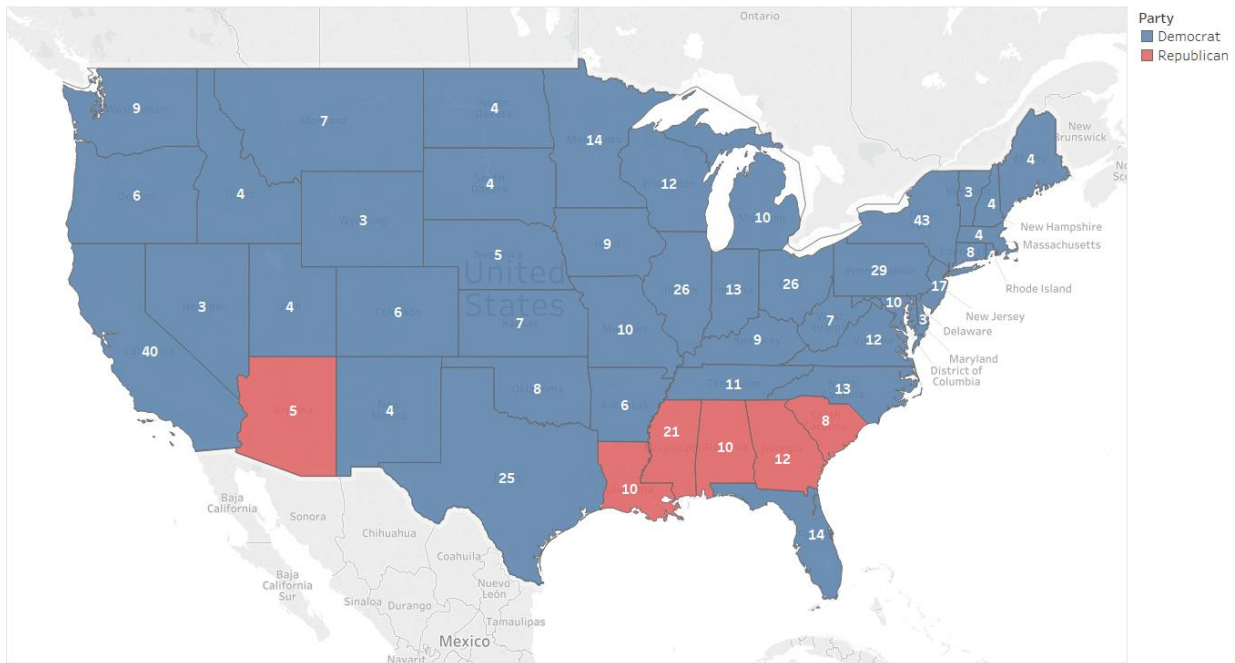 Party
Democrat
Republican
Ontario
New
Brunswick
9
7
4
14
12
10
4
3
4
43
4
8
4
6
4
3
4
5
9
26
13
26
29
17
10
3
New Hampshire
Massachusetts
Rhode Island
New Jersey
Delaware
Maryland
District of
Columbia
United
States
40
3
4
6
7
10
9
7
12
5
4
8
6
11
13
25
10
21
10
12
8
14
Baja
California
Sonora
Chihuahua
Coahuila
Baja
California
Sur
Sinaloa
Durango
Nuevo
León
Tamaulipas
Mexico
Nayarit